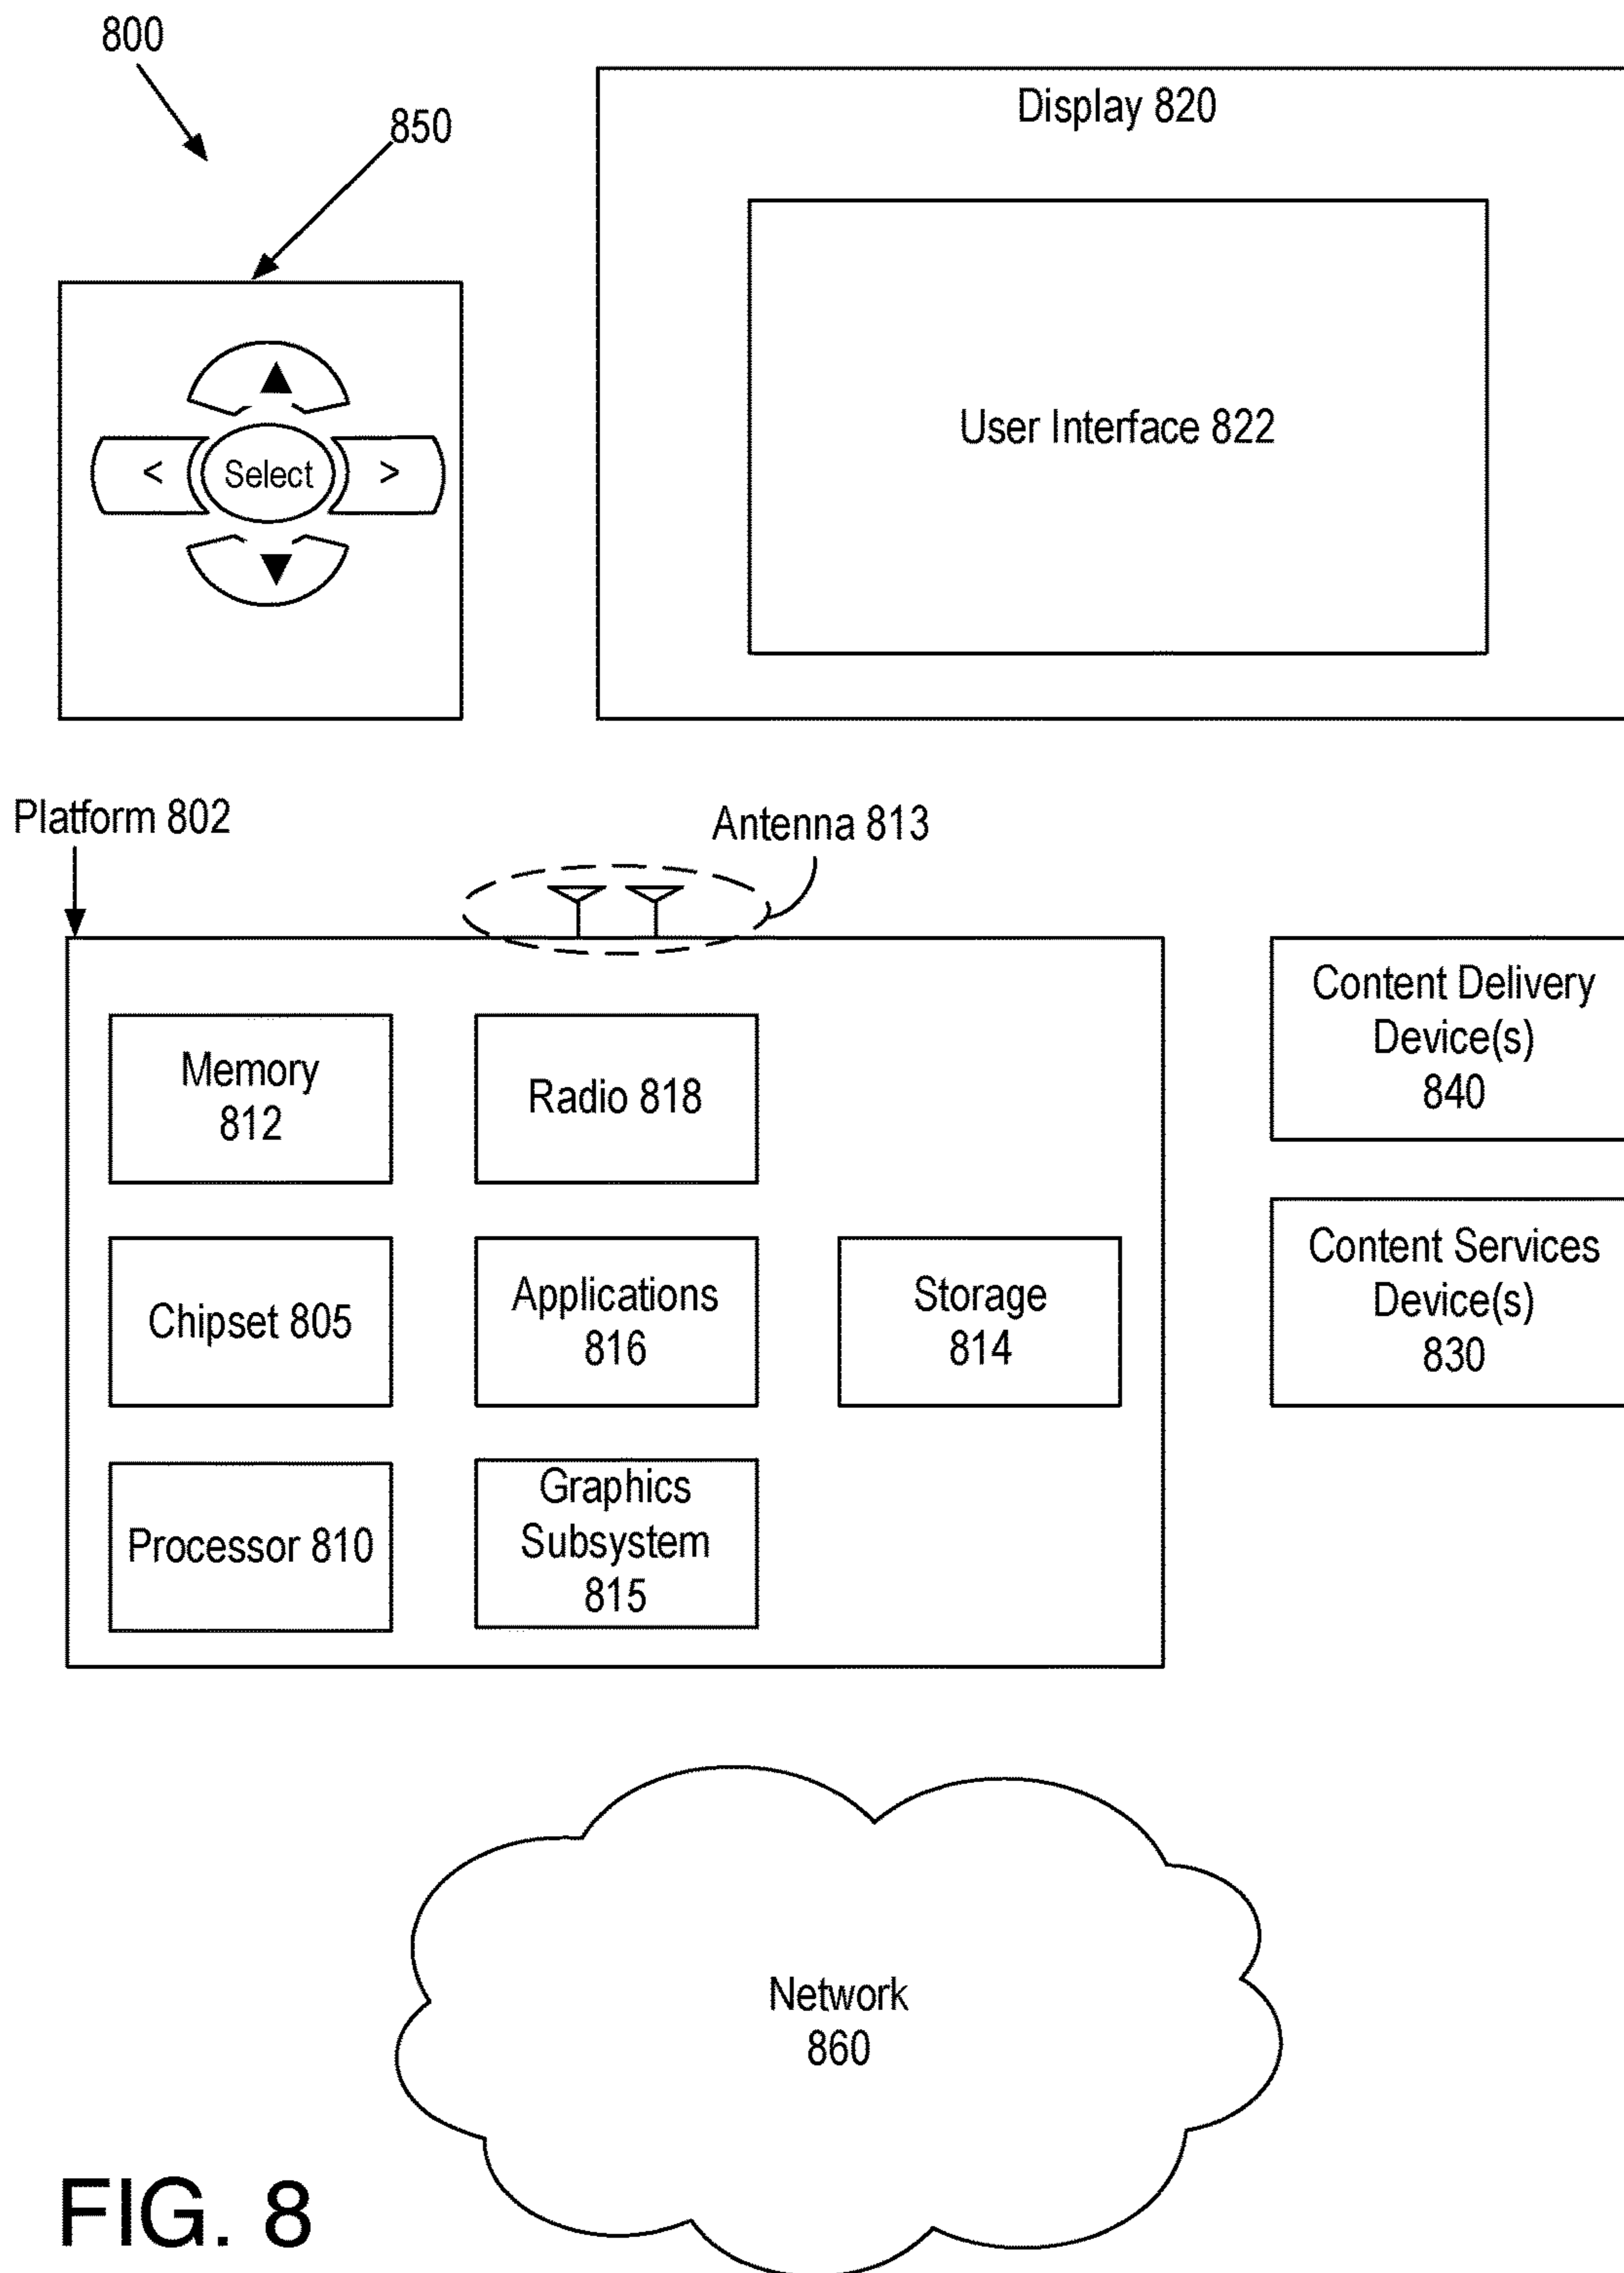 800
850
Display 820
<
Select
>
User Interface 822
Platform 802
Antenna 813
Memory
812
Radio 818
Content Delivery
Device(s)
840
Chipset 805
Applications
816
Storage
814
Content Services
Device(s)
830
Processor 810
Graphics
Subsystem
815
Network
860
FIG. 8